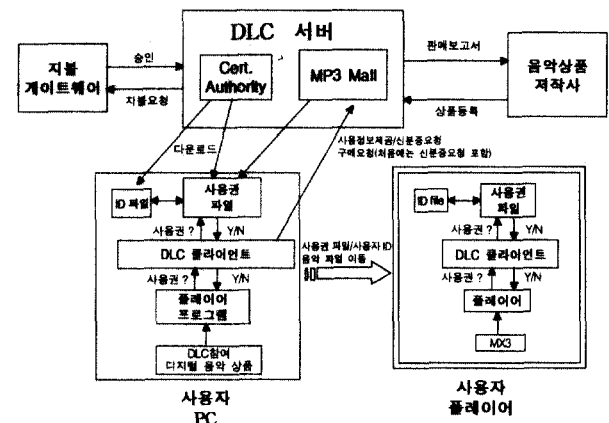 DLC 서버
지불
게이트웨어
승인
지불요청
Cert.
Authority
MP3 Mall
판매보고서
상품등록
음악상품
제작사
다운로드
사용정보제공/신분증요청
구매요청(처음에는 신분증요청 포함)
ID 파일
사용권
파일
사용권 ?
Y/N
DLC 클라이언트
사용권 ?
Y/N
플레이어
프로그램
DLC참여
디지털 음악 상품
사용자
PC
사용권 파일/사용자 ID
음악 파일 이동
ID file
사용권
파일
사용권 ?
Y/N
DLC 클라이언트
사용권 ?
Y/N
플레이어
MX3
사용자
플레이어